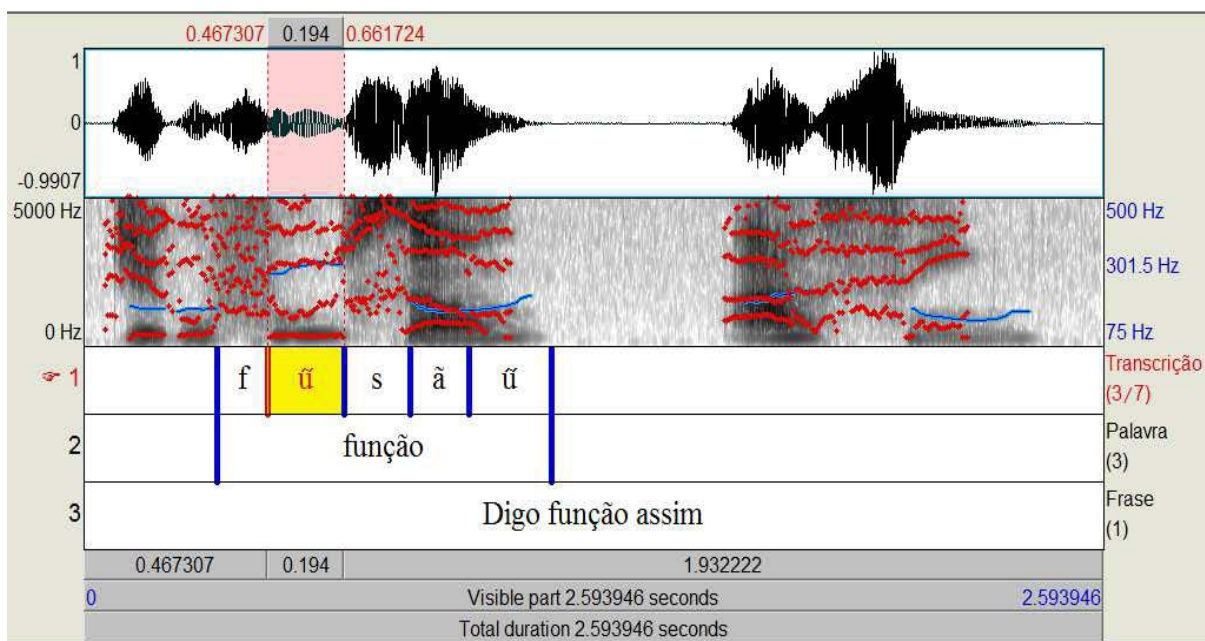 0.467307 0.194 0.661724
1
0
-0.9907
5000 Hz
0 Hz
500 Hz
301.5 Hz
75 Hz
1 f ű s ã ű
Transcrição
(3/7)
2 função
Palavra
(3)
3 Digo função assim
Frase
(1)
0.467307 0.194 1.932222
0 Visible part 2.593946 seconds 2.593946
Total duration 2.593946 seconds